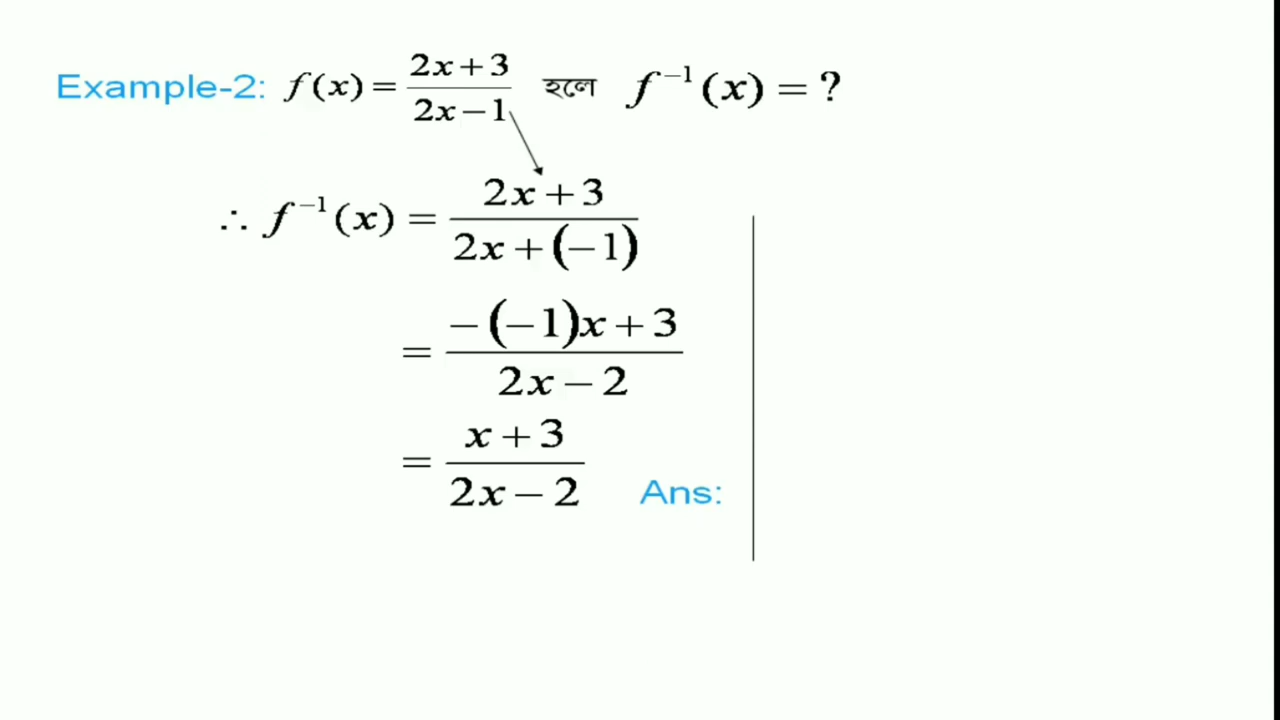 Example-2: f(x) = (2x + 3)/(2x − 1) হলে f⁻¹(x) = ?
∴ f⁻¹(x) = (2x + 3)/(2x + (−1))
= (−(−1)x + 3)/(2x − 2)
= (x + 3)/(2x − 2) Ans: